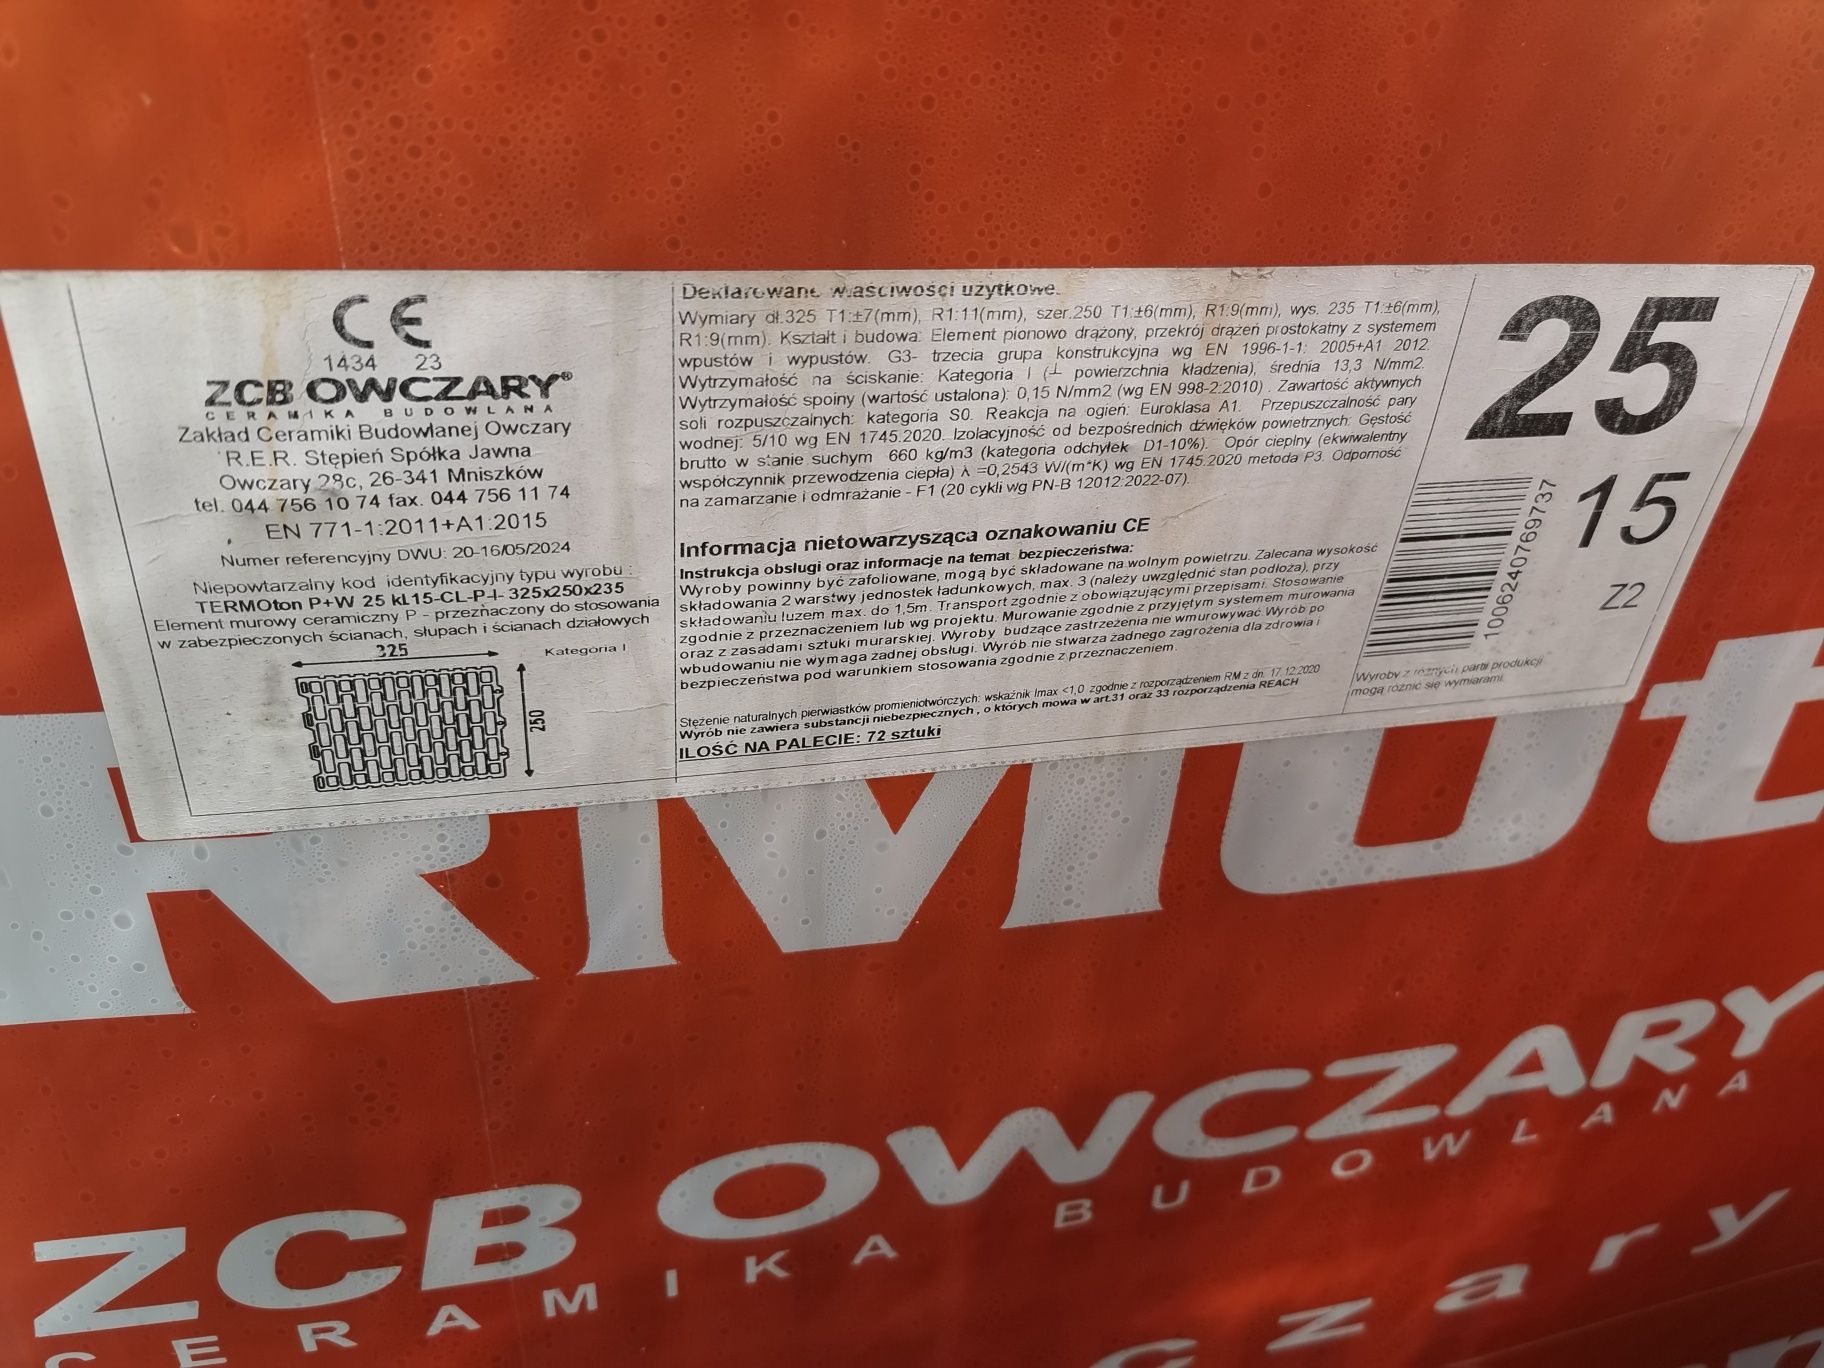 CE
1434 23
ZCB OWCZARY®
CERAMIKA BUDOWLANA
Zakład Ceramiki Budowlanej Owczary
R.E.R. Stępień Spółka Jawna
Owczary 28c, 26-341 Mniszków
tel. 044 756 10 74 fax. 044 756 11 74
EN 771-1:2011+A1:2015
Numer referencyjny DWU: 20-16/05/2024
Niepowtarzalny kod identyfikacyjny typu wyrobu :
TERMOton P+W 25 kl.15-CL-P-I- 325x250x235
Element murowy ceramiczny P - przeznaczony do stosowania
w zabezpieczonych ścianach, słupach i ścianach działowych
325
Kategoria I
250
Deklarowane właściwości użytkowe.
Wymiary dł.325 T1:±7(mm), R1:11(mm), szer.250 T1:±6(mm), R1:9(mm), wys. 235 T1:±6(mm),
R1:9(mm). Kształt i budowa: Element pionowo drążony, przekrój drążeń prostokątny z systemem
wpustów i wypustów. G3- trzecia grupa konstrukcyjna wg EN 1996-1-1: 2005+A1 2012.
Wytrzymałość na ściskanie: Kategoria I (⊥ powierzchnia kładzenia), średnia 13,3 N/mm2.
Wytrzymałość spoiny (wartość ustalona): 0,15 N/mm2 (wg EN 998-2:2010) . Zawartość aktywnych
soli rozpuszczalnych: kategoria S0. Reakcja na ogień: Euroklasa A1. Przepuszczalność pary
wodnej: 5/10 wg EN 1745:2020. Izolacyjność od bezpośrednich dźwięków powietrznych: Gęstość
brutto w stanie suchym 660 kg/m3 (kategoria odchyłek D1-10%). Opór cieplny (ekwiwalentny
współczynnik przewodzenia ciepła) λ =0,2543 W/(m*K) wg EN 1745:2020 metoda P3. Odporność
na zamarzanie i odmrażanie - F1 (20 cykli wg PN-B 12012:2022-07).
Informacja nietowarzysząca oznakowaniu CE
Instrukcja obsługi oraz informacje na temat bezpieczeństwa:
Wyroby powinny być zafoliowane, mogą być składowane na wolnym powietrzu. Zalecana wysokość
składowania 2 warstwy jednostek ładunkowych, max. 3 (należy uwzględnić stan podłoża), przy
składowaniu luzem max. do 1,5m. Transport zgodnie z obowiązującymi przepisami. Stosowanie
zgodnie z przeznaczeniem lub wg projektu. Murowanie zgodnie z przyjętym systemem murowania
oraz z zasadami sztuki murarskiej. Wyroby budzące zastrzeżenia nie wmurowywać. Wyrób po
wbudowaniu nie wymaga żadnej obsługi. Wyrób nie stwarza żadnego zagrożenia dla zdrowia i
bezpieczeństwa pod warunkiem stosowania zgodnie z przeznaczeniem.
Stężenie naturalnych pierwiastków promieniotwórczych: wskaźnik Imax <1,0 zgodnie z rozporządzeniem RM z dn. 17.12.2020
Wyrób nie zawiera substancji niebezpiecznych , o których mowa w art.31 oraz 33 rozporządzenia REACH
ILOŚĆ NA PALECIE: 72 sztuki
25
15
Z2
1006240769737
Wyroby z różnych partii produkcji
mogą różnić się wymiarami.
RMOt
ZCB OWCZARY
CERAMIKA BUDOWLANA
czary